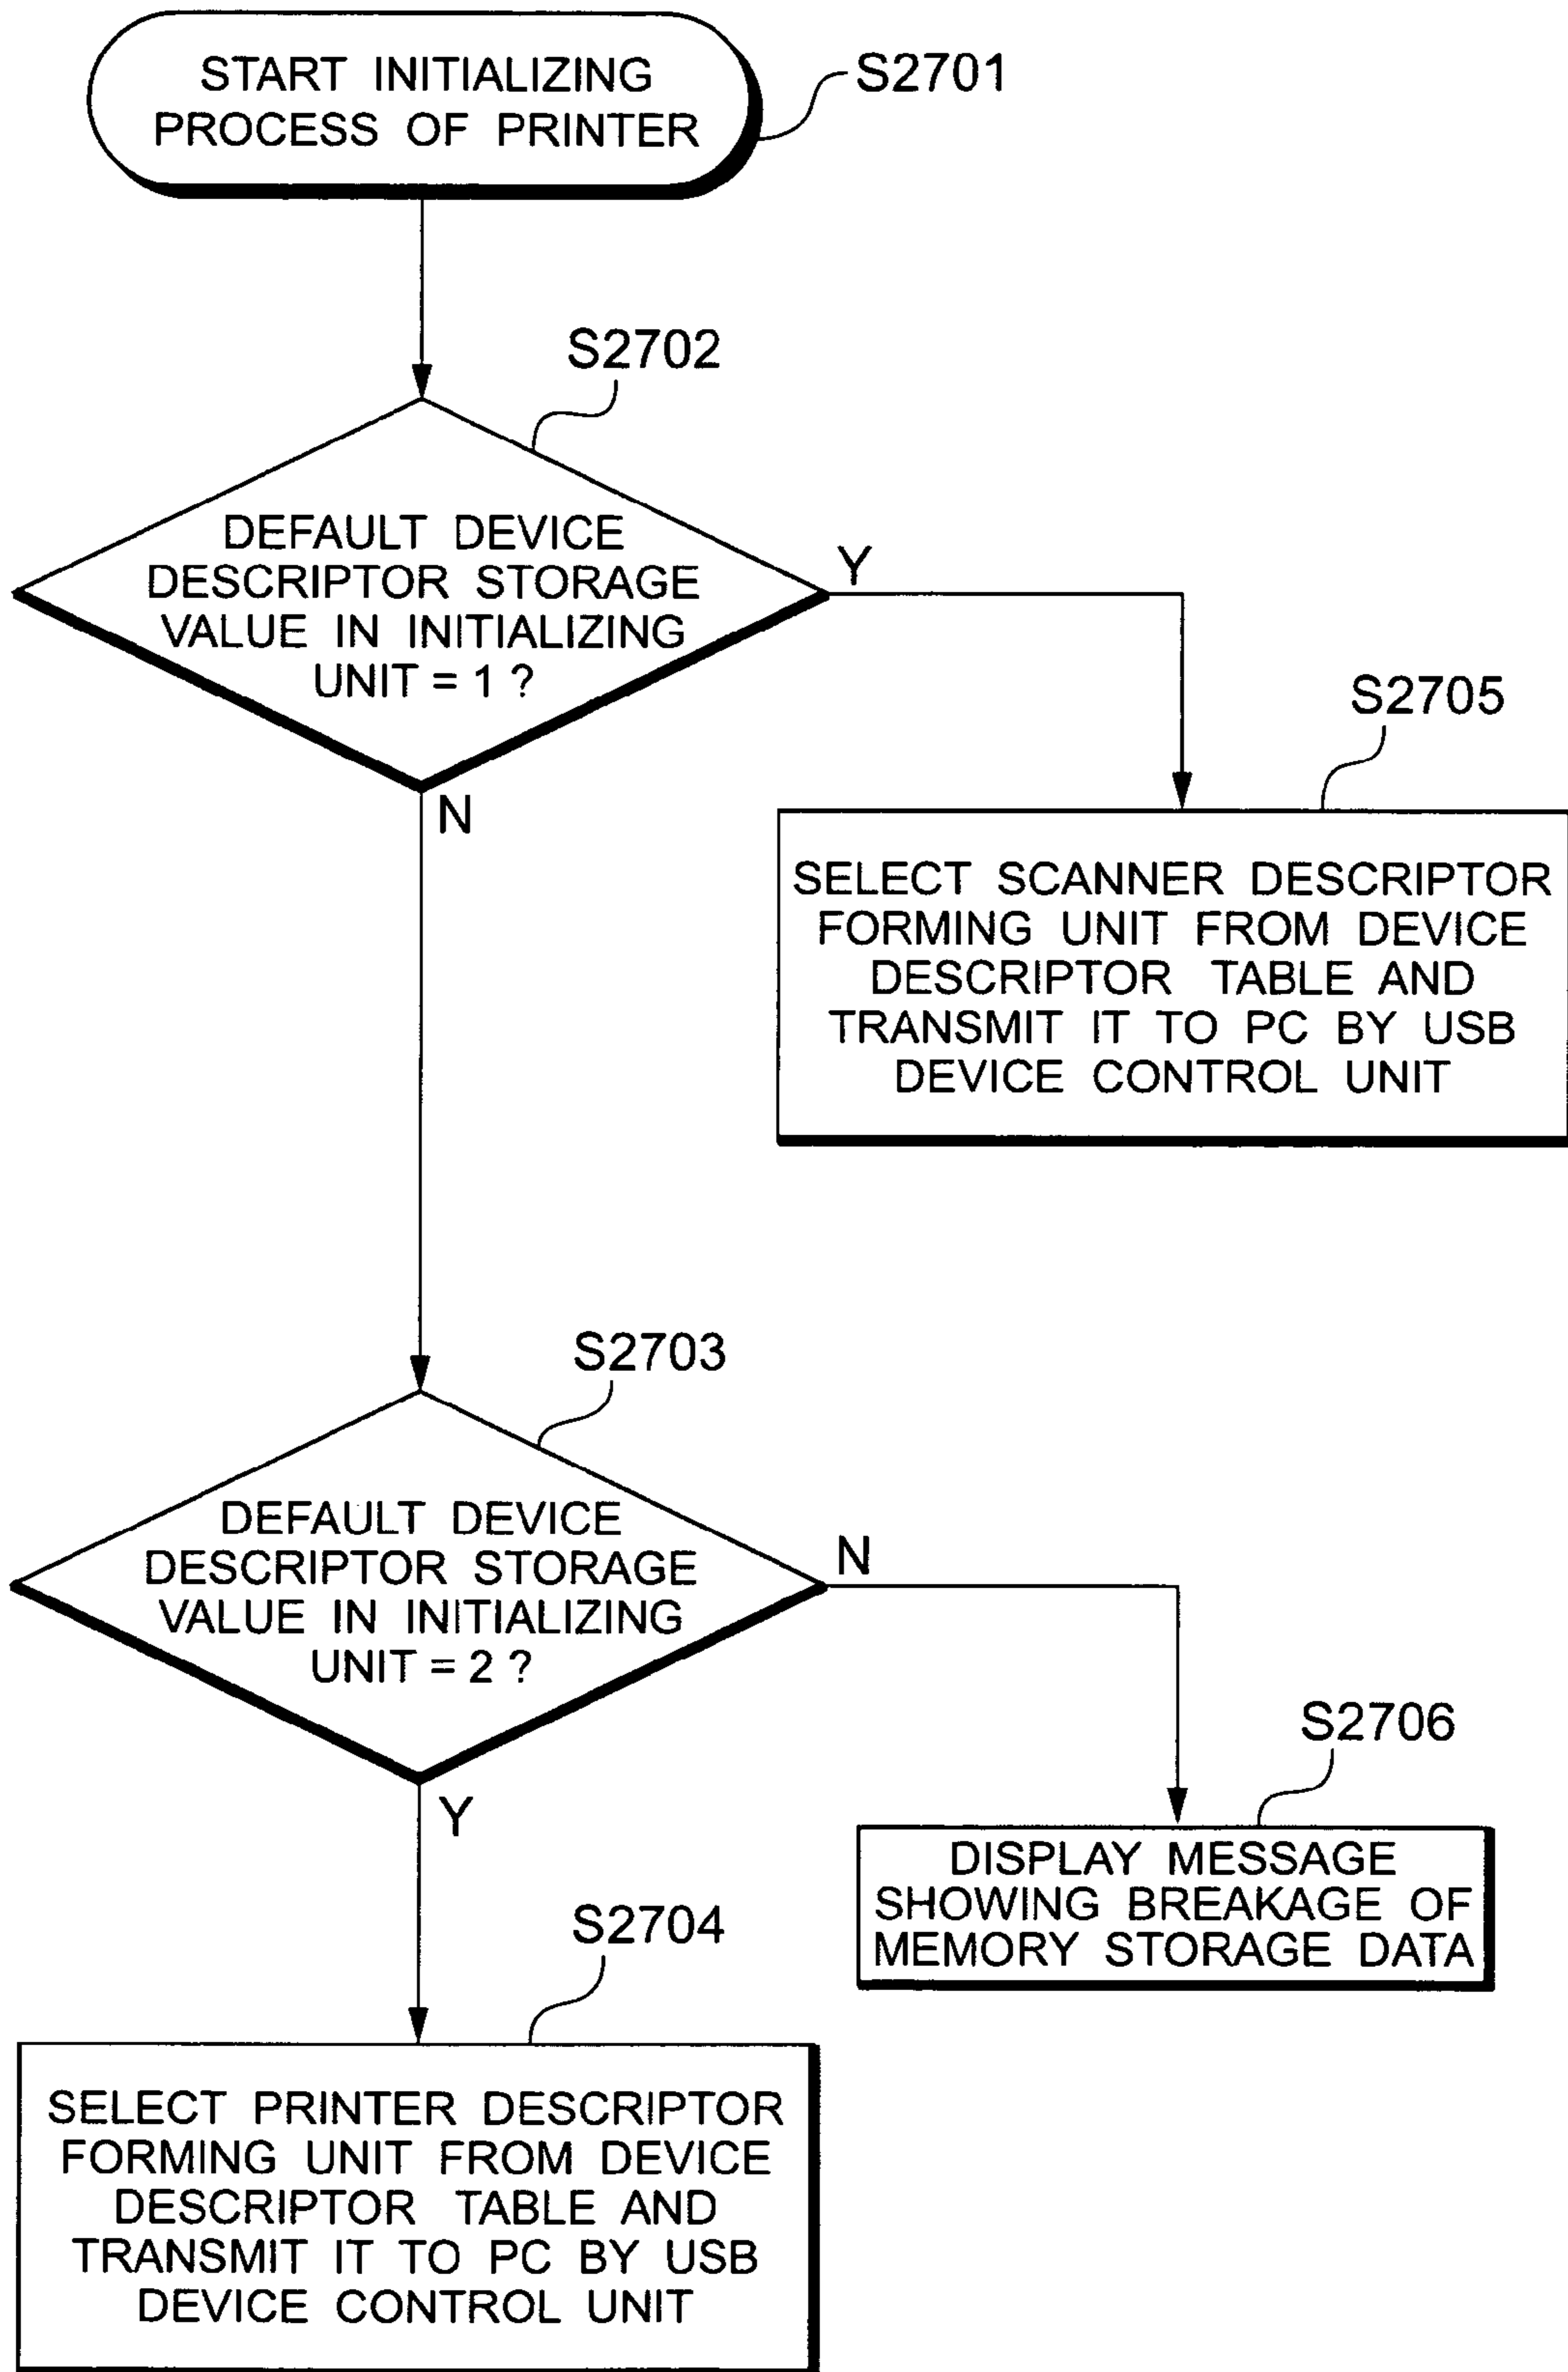 START INITIALIZING
PROCESS OF PRINTER
S2701
S2702
DEFAULT DEVICE
DESCRIPTOR STORAGE
VALUE IN INITIALIZING
UNIT = 1 ?
Y
N
S2705
SELECT SCANNER DESCRIPTOR
FORMING UNIT FROM DEVICE
DESCRIPTOR TABLE AND
TRANSMIT IT TO PC BY USB
DEVICE CONTROL UNIT
S2703
DEFAULT DEVICE
DESCRIPTOR STORAGE
VALUE IN INITIALIZING
UNIT = 2 ?
N
Y
S2706
DISPLAY MESSAGE
SHOWING BREAKAGE OF
MEMORY STORAGE DATA
S2704
SELECT PRINTER DESCRIPTOR
FORMING UNIT FROM DEVICE
DESCRIPTOR TABLE AND
TRANSMIT IT TO PC BY USB
DEVICE CONTROL UNIT